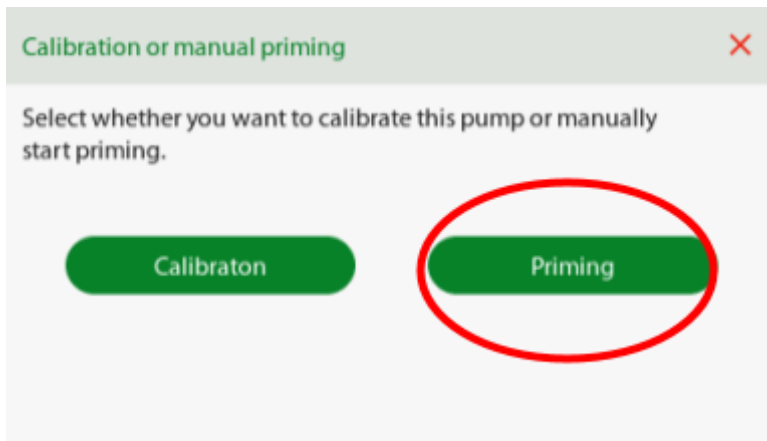 Calibration or manual priming
Select whether you want to calibrate this pump or manually
start priming.
Calibraton
Priming